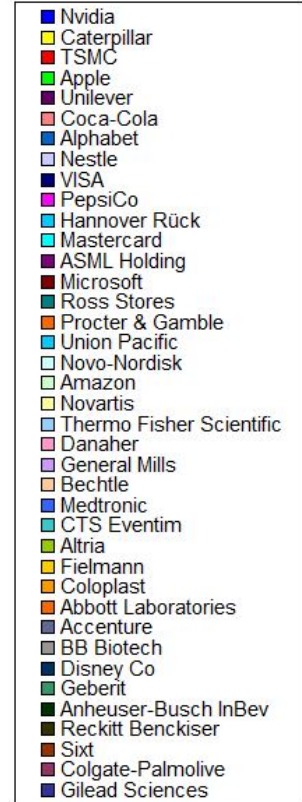 Nvidia
Caterpillar
TSMC
Apple
Unilever
Coca-Cola
Alphabet
Nestle
VISA
PepsiCo
Hannover Rück
Mastercard
ASML Holding
Microsoft
Ross Stores
Procter & Gamble
Union Pacific
Novo-Nordisk
Amazon
Novartis
Thermo Fisher Scientific
Danaher
General Mills
Bechtle
Medtronic
CTS Eventim
Altria
Fielmann
Coloplast
Abbott Laboratories
Accenture
BB Biotech
Disney Co
Geberit
Anheuser-Busch InBev
Reckitt Benckiser
Sixt
Colgate-Palmolive
Gilead Sciences